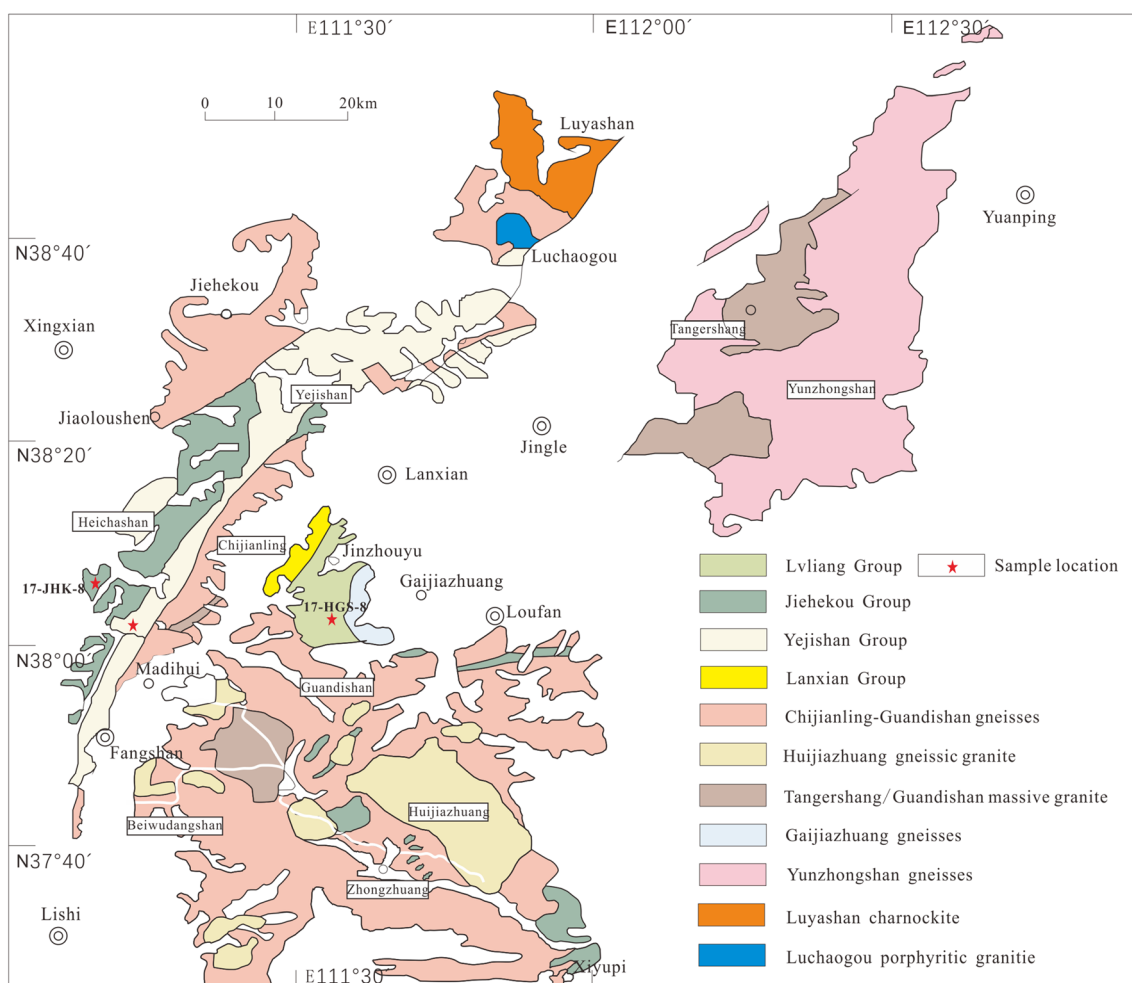 E111°30′
E112°00′
E112°30′
0 10 20km
Luyashan
Yuanping
N38°40′
Luchaogou
Jiehekou
Xingxian
Tangershang
Yunzhongshan
Yejishan
Jiaoloushen
Jingle
N38°20′
Lanxian
Heichashan
Chijianling
Jinzhouyu
17-JHK-8
Gaijiazhuang
17-HGS-8
Loufan
N38°00′
Madihui
Guandishan
Fangshan
Huijiazhuang
Beiwudangshan
N37°40′
Zhongzhuang
Lishi
Xiyupi
E111°30′
Lvliang Group
Sample location
Jiehekou Group
Yejishan Group
Lanxian Group
Chijianling-Guandishan gneisses
Huijiazhuang gneissic granite
Tangershang/Guandishan massive granite
Gaijiazhuang gneisses
Yunzhongshan gneisses
Luyashan charnockite
Luchaogou porphyritic granitie